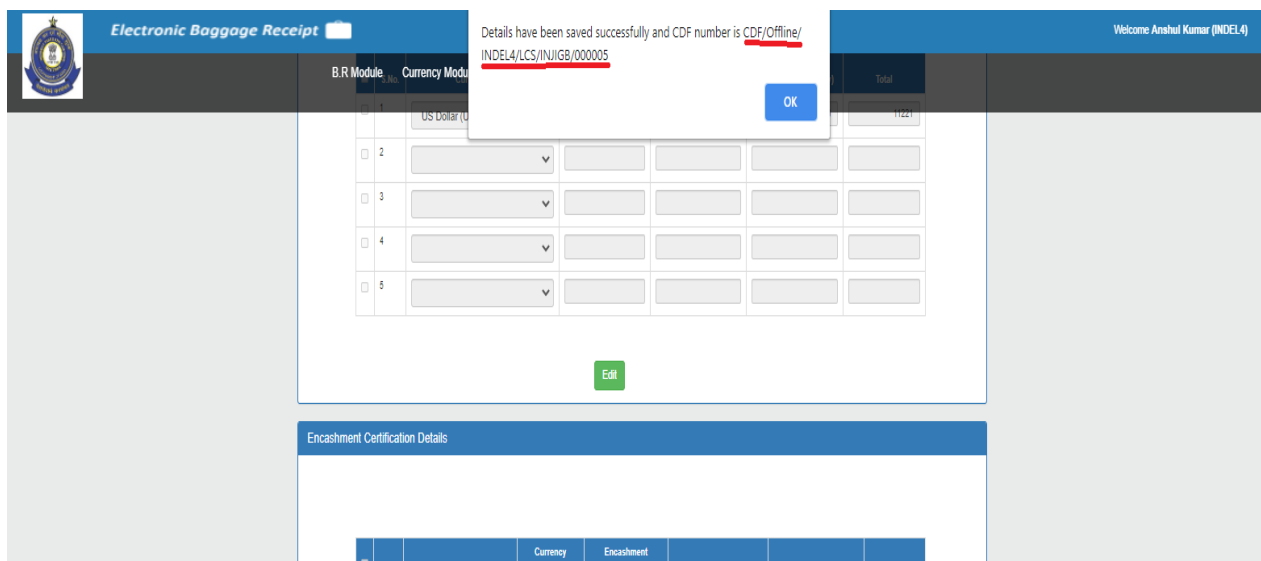 Electronic Baggage Receipt
Details have been saved successfully and CDF number is CDF/Offline/
INDEL4/LCS/INJIGB/000005
OK
Welcome Anshul Kumar (INDEL4)
B.R Module Currency Modu
S.No. Total
1 US Dollar (U 11221
2
3
4
5
Edit
Encashment Certification Details
Currency Encashment